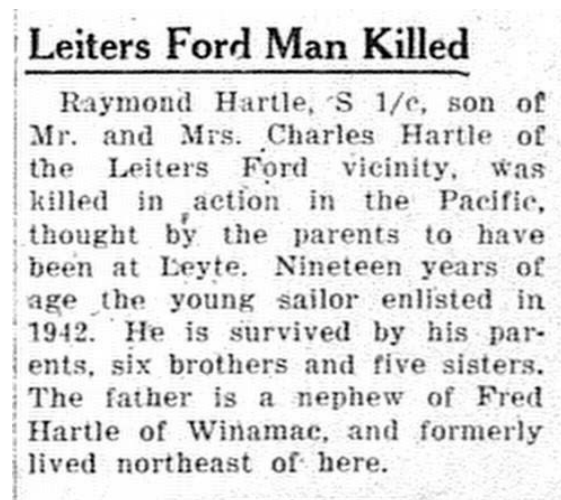 Leiters Ford Man Killed
Raymond Hartle, S 1/c, son of
Mr. and Mrs. Charles Hartle of
the Leiters Ford vicinity, was
killed in action in the Pacific,
thought by the parents to have
been at Leyte. Nineteen years of
age the young sailor enlisted in
1942. He is survived by his par-
ents, six brothers and five sisters.
The father is a nephew of Fred
Hartle of Winamac, and formerly
lived northeast of here.